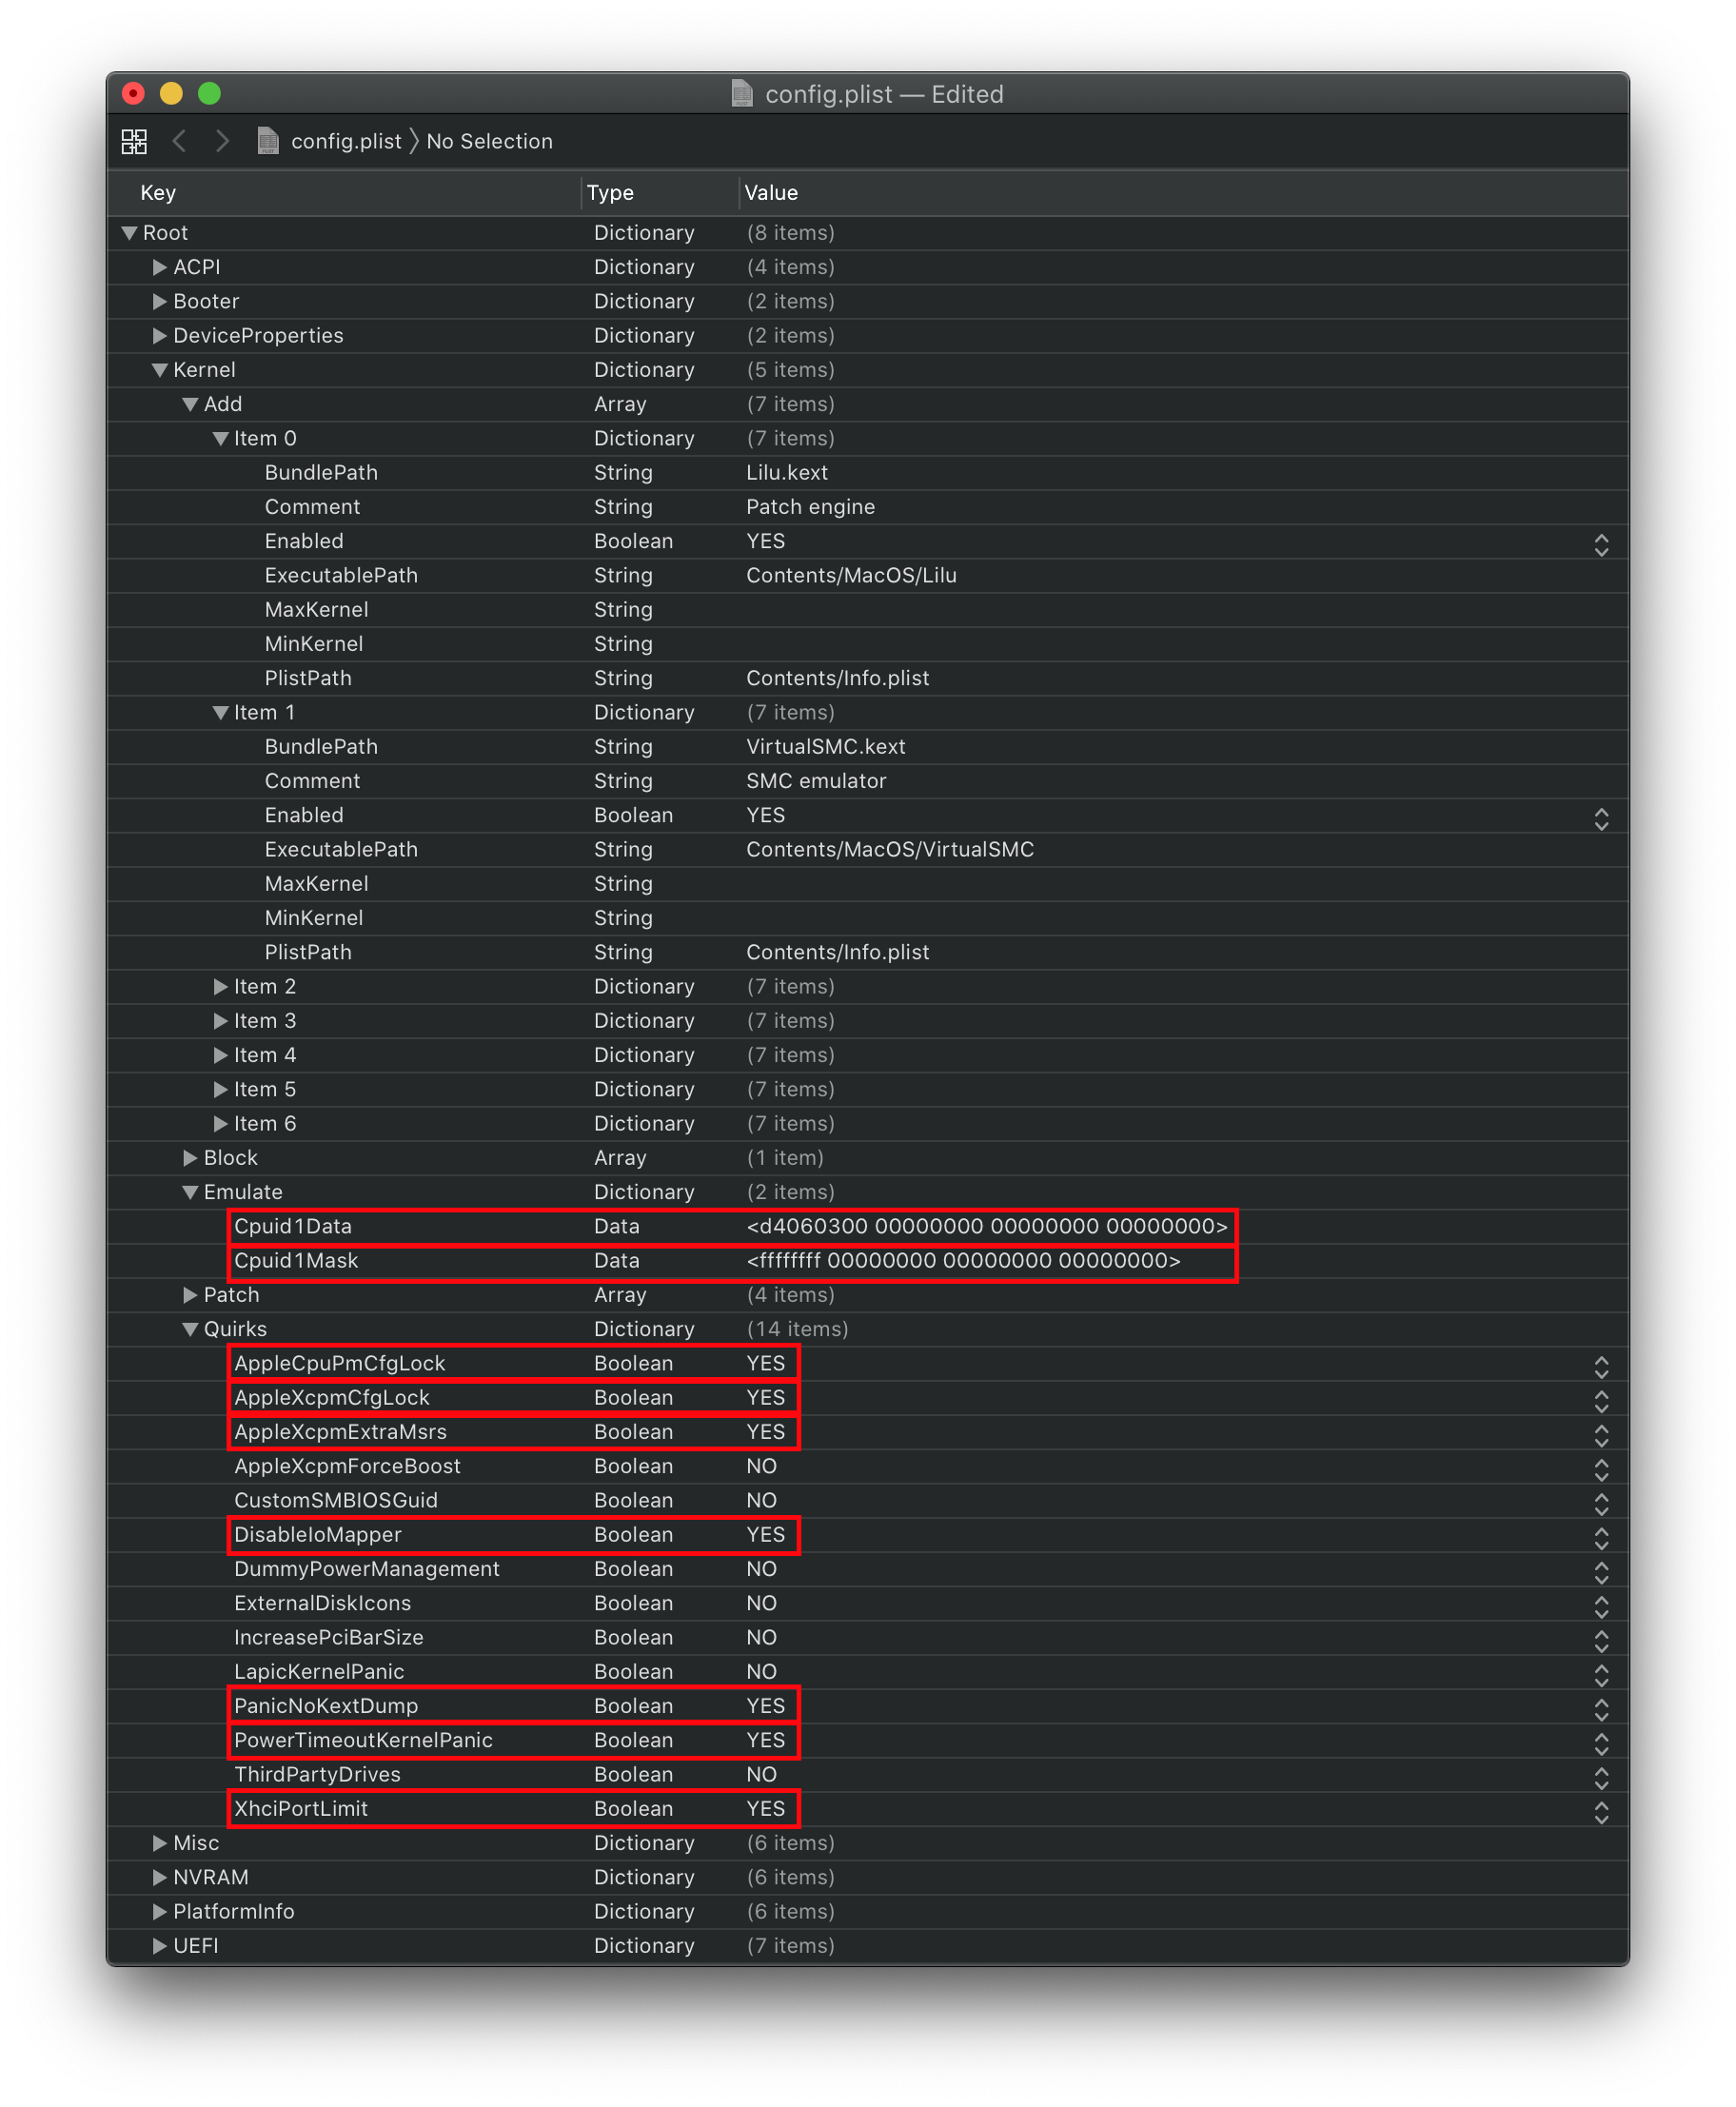 config.plist — Edited
config.plist 〉 No Selection
Key Type Value
Root Dictionary (8 items)
ACPI Dictionary (4 items)
Booter Dictionary (2 items)
DeviceProperties Dictionary (2 items)
Kernel Dictionary (5 items)
Add Array (7 items)
Item 0 Dictionary (7 items)
BundlePath String Lilu.kext
Comment String Patch engine
Enabled Boolean YES
ExecutablePath String Contents/MacOS/Lilu
MaxKernel String
MinKernel String
PlistPath String Contents/Info.plist
Item 1 Dictionary (7 items)
BundlePath String VirtualSMC.kext
Comment String SMC emulator
Enabled Boolean YES
ExecutablePath String Contents/MacOS/VirtualSMC
MaxKernel String
MinKernel String
PlistPath String Contents/Info.plist
Item 2 Dictionary (7 items)
Item 3 Dictionary (7 items)
Item 4 Dictionary (7 items)
Item 5 Dictionary (7 items)
Item 6 Dictionary (7 items)
Block Array (1 item)
Emulate Dictionary (2 items)
Cpuid1Data Data <d4060300 00000000 00000000 00000000>
Cpuid1Mask Data <ffffffff 00000000 00000000 00000000>
Patch Array (4 items)
Quirks Dictionary (14 items)
AppleCpuPmCfgLock Boolean YES
AppleXcpmCfgLock Boolean YES
AppleXcpmExtraMsrs Boolean YES
AppleXcpmForceBoost Boolean NO
CustomSMBIOSGuid Boolean NO
DisableIoMapper Boolean YES
DummyPowerManagement Boolean NO
ExternalDiskIcons Boolean NO
IncreasePciBarSize Boolean NO
LapicKernelPanic Boolean NO
PanicNoKextDump Boolean YES
PowerTimeoutKernelPanic Boolean YES
ThirdPartyDrives Boolean NO
XhciPortLimit Boolean YES
Misc Dictionary (6 items)
NVRAM Dictionary (6 items)
PlatformInfo Dictionary (6 items)
UEFI Dictionary (7 items)